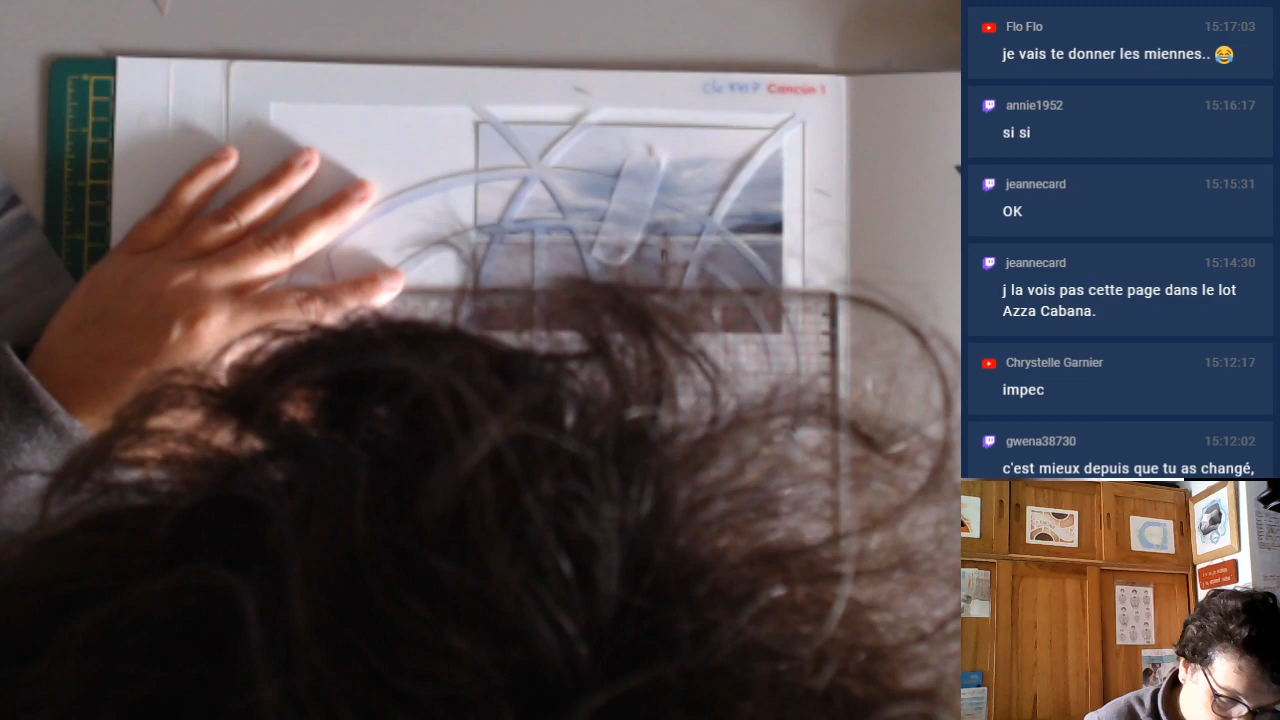 Cancún 1
Flo Flo 15:17:03
je vais te donner les miennes.. 😂
annie1952 15:16:17
si si
jeannecard 15:15:31
OK
jeannecard 15:14:30
j la vois pas cette page dans le lot
Azza Cabana.
Chrystelle Garnier 15:12:17
impec
gwena38730 15:12:02
c'est mieux depuis que tu as changé,